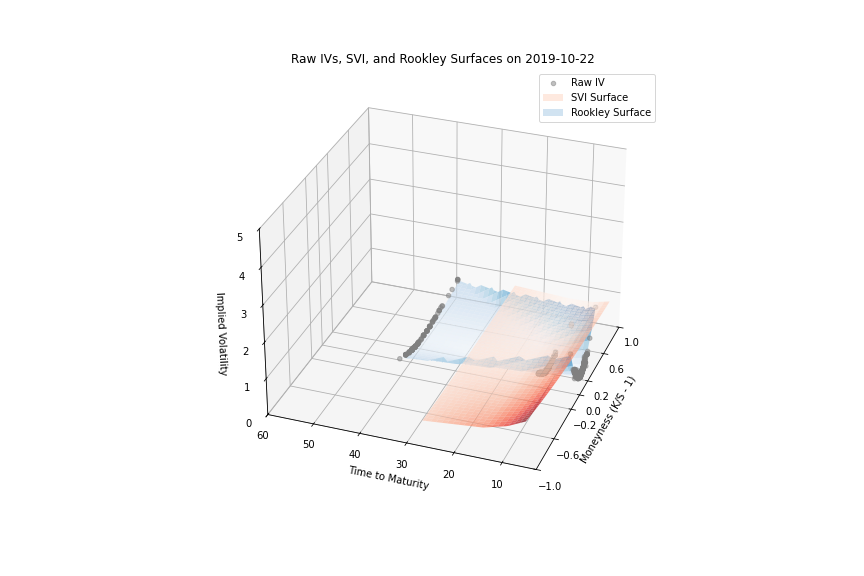 Raw IVs, SVI, and Rookley Surfaces on 2019-10-22
Raw IV
SVI Surface
Rookley Surface
5
4
3
2
1
0
Implied Volatility
60
50
40
30
20
10
Time to Maturity
1.0
0.6
0.2
0.0
−0.2
−0.6
−1.0
Moneyness (K/S - 1)